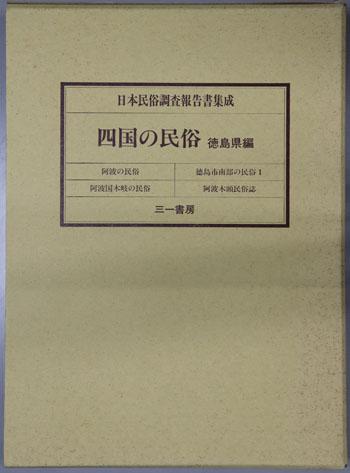 日本民俗調査報告書集成
四国の民俗 徳島県編
阿波の民俗 徳島市南部の民俗1
阿波国木岐の民俗 阿波木頭民俗誌
三一書房